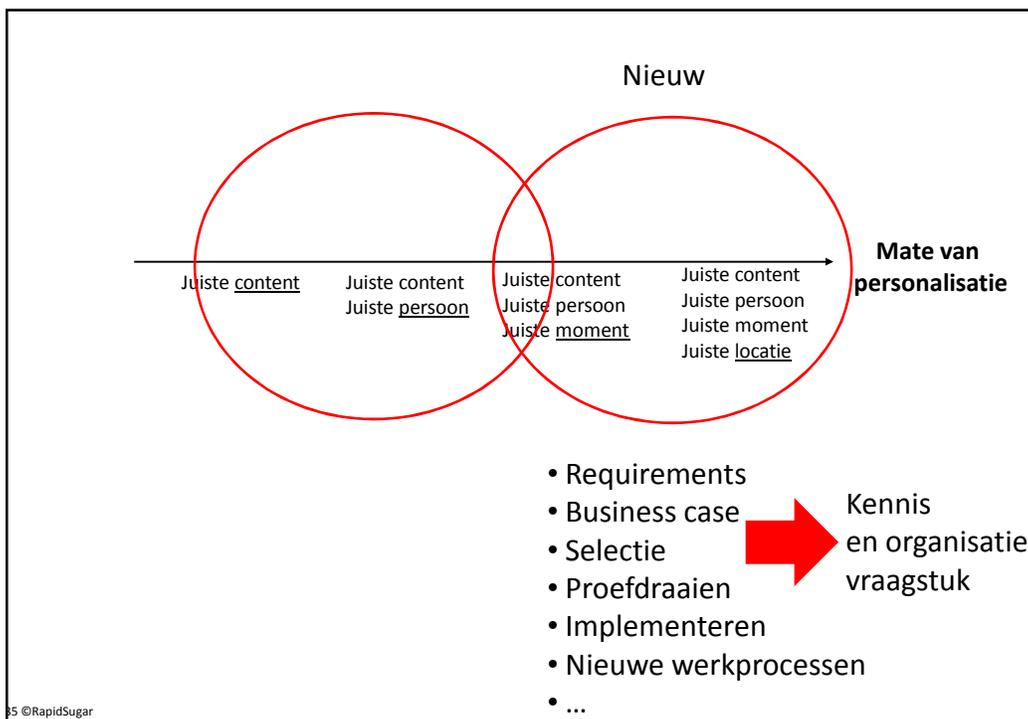 Nieuw
Mate van
personalisatie
Juiste content
Juiste content
Juiste persoon
Juiste content
Juiste persoon
Juiste moment
Juiste content
Juiste persoon
Juiste moment
Juiste locatie
• Requirements
• Business case
• Selectie
• Proefdraaien
• Implementeren
• Nieuwe werkprocessen
• ...
Kennis
en organisatie
vraagstuk
35 ©RapidSugar